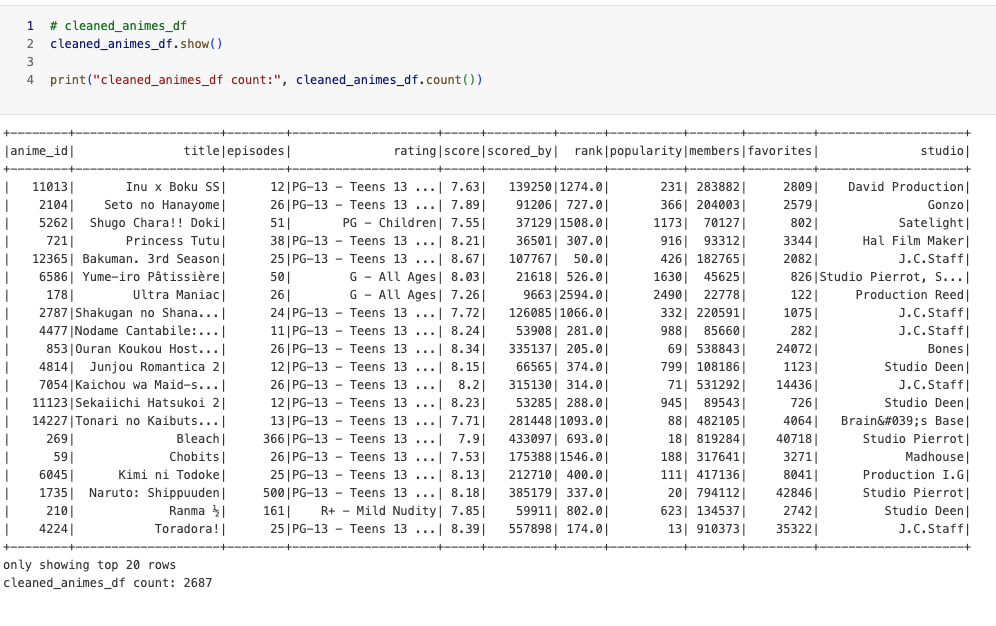 1 # cleaned_animes_df
2 cleaned_animes_df.show()
3
4 print("cleaned_animes_df count:", cleaned_animes_df.count())
+--------+--------------------+--------+--------------------+-----+---------+------+----------+-------+---------+--------------------+
|anime_id|               title|episodes|              rating|score|scored_by|  rank|popularity|members|favorites|              studio|
+--------+--------------------+--------+--------------------+-----+---------+------+----------+-------+---------+--------------------+
|   11013|       Inu x Boku SS|      12|PG-13 - Teens 13 ...| 7.63|   139250|1274.0|       231| 283882|     2809|    David Production|
|    2104|    Seto no Hanayome|      26|PG-13 - Teens 13 ...| 7.89|    91206| 727.0|       366| 204003|     2579|               Gonzo|
|    5262|  Shugo Chara!! Doki|      51|       PG - Children| 7.55|    37129|1508.0|      1173|  70127|      802|           Satelight|
|     721|       Princess Tutu|      38|PG-13 - Teens 13 ...| 8.21|    36501| 307.0|       916|  93312|     3344|      Hal Film Maker|
|   12365| Bakuman. 3rd Season|      25|PG-13 - Teens 13 ...| 8.67|   107767|  50.0|       426| 182765|     2082|           J.C.Staff|
|    6586| Yume-iro Pâtissière|      50|        G - All Ages| 8.03|    21618| 526.0|      1630|  45625|      826|Studio Pierrot, S...|
|     178|        Ultra Maniac|      26|        G - All Ages| 7.26|     9663|2594.0|      2490|  22778|      122|     Production Reed|
|    2787|Shakugan no Shana...|      24|PG-13 - Teens 13 ...| 7.72|   126085|1066.0|       332| 220591|     1075|           J.C.Staff|
|    4477|Nodame Cantabile:...|      11|PG-13 - Teens 13 ...| 8.24|    53908| 281.0|       988|  85660|      282|           J.C.Staff|
|     853|Ouran Koukou Host...|      26|PG-13 - Teens 13 ...| 8.34|   335137| 205.0|        69| 538843|    24072|               Bones|
|    4814|   Junjou Romantica 2|      12|PG-13 - Teens 13 ...| 8.15|    66565| 374.0|       799| 108186|     1123|         Studio Deen|
|    7054|Kaichou wa Maid-s...|      26|PG-13 - Teens 13 ...|  8.2|   315130| 314.0|        71| 531292|    14436|           J.C.Staff|
|   11123|Sekaiichi Hatsukoi 2|      12|PG-13 - Teens 13 ...| 8.23|    53285| 288.0|       945|  89543|      726|         Studio Deen|
|   14227|Tonari no Kaibuts...|      13|PG-13 - Teens 13 ...| 7.71|   281448|1093.0|        88| 482105|     4064|   Brain&#039;s Base|
|     269|              Bleach|     366|PG-13 - Teens 13 ...|  7.9|   433097| 693.0|        18| 819284|    40718|      Studio Pierrot|
|      59|             Chobits|      26|PG-13 - Teens 13 ...| 7.53|   175388|1546.0|       188| 317641|     3271|            Madhouse|
|    6045|      Kimi ni Todoke|      25|PG-13 - Teens 13 ...| 8.13|   212710| 400.0|       111| 417136|     8041|      Production I.G|
|    1735|  Naruto: Shippuuden|     500|PG-13 - Teens 13 ...| 8.18|   385179| 337.0|        20| 794112|    42846|      Studio Pierrot|
|     210|             Ranma ½|     161|    R+ - Mild Nudity| 7.85|    59911| 802.0|       623| 134537|     2742|         Studio Deen|
|    4224|           Toradora!|      25|PG-13 - Teens 13 ...| 8.39|   557898| 174.0|        13| 910373|    35322|           J.C.Staff|
+--------+--------------------+--------+--------------------+-----+---------+------+----------+-------+---------+--------------------+
only showing top 20 rows
cleaned_animes_df count: 2687